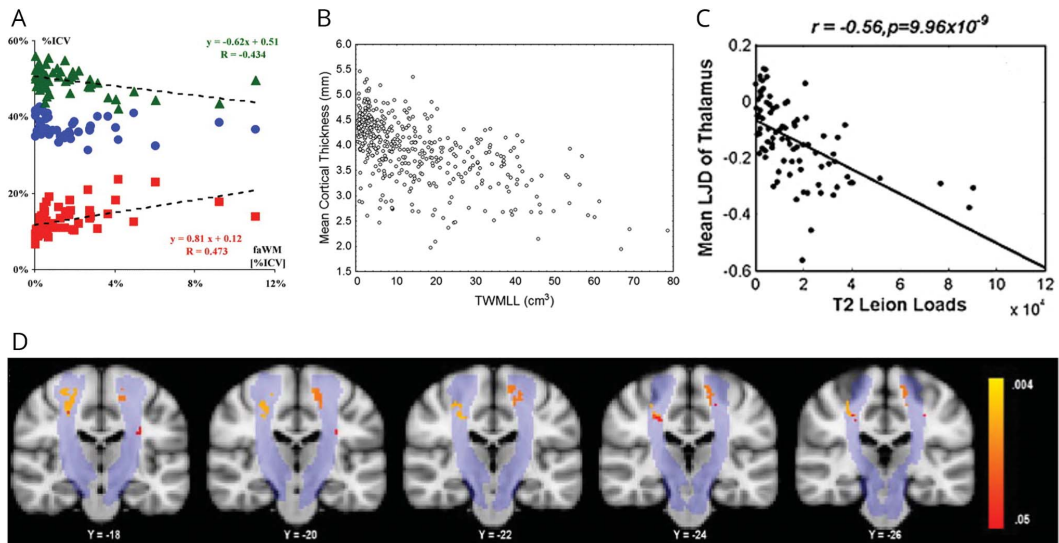 A
%ICV
y = -0.62x + 0.51
R = -0.434
60%
40%
20%
0%
y = 0.81 x + 0.12
R = 0.473
faWM
[%ICV]
0% 4% 8% 12%
B
Mean Cortical Thickness (mm)
6.0
5.5
5.0
4.5
4.0
3.5
3.0
2.5
2.0
1.5
0 10 20 30 40 50 60 70 80
TWMLL (cm³)
C
r = -0.56,p=9.96x10⁻⁹
Mean LJD of Thalamus
0.2
0
-0.2
-0.4
-0.6
0 2 4 6 8 10 12
T2 Leion Loads
x 10⁴
D
.004
.05
Y = -18 Y = -20 Y = -22 Y = -24 Y = -26